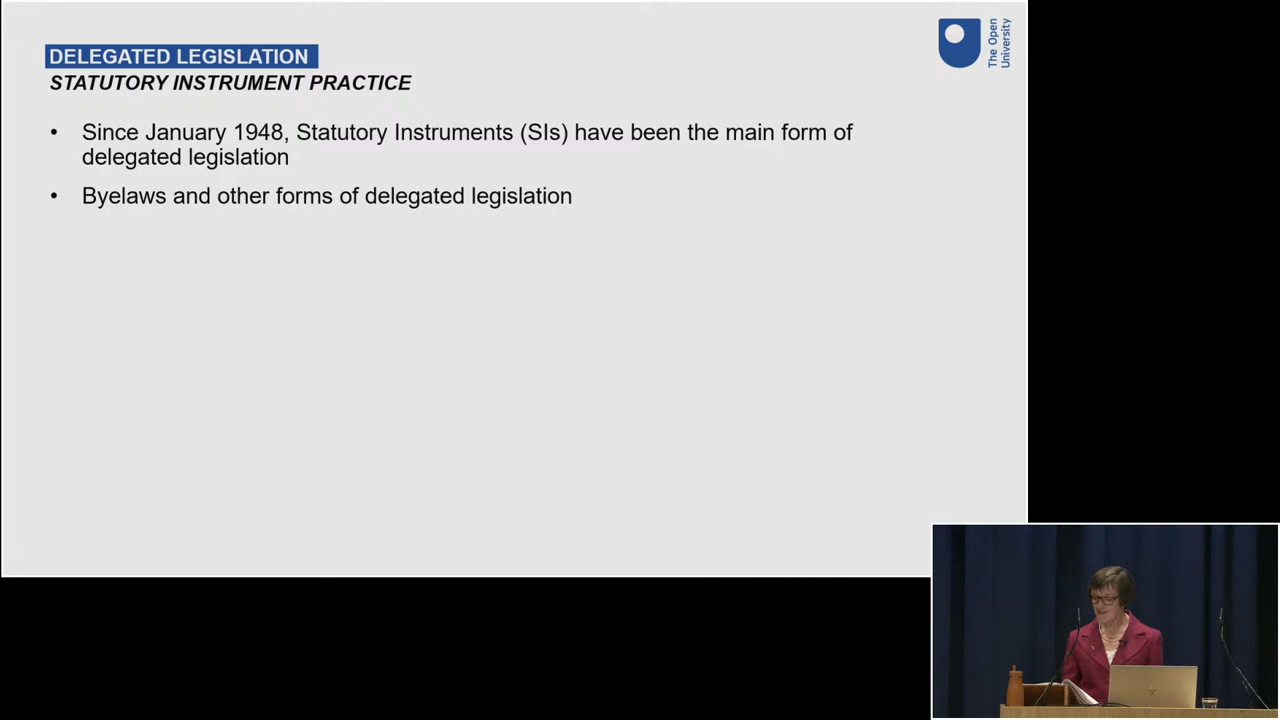 DELEGATED LEGISLATION
STATUTORY INSTRUMENT PRACTICE
• Since January 1948, Statutory Instruments (SIs) have been the main form of
delegated legislation
• Byelaws and other forms of delegated legislation
The Open
University